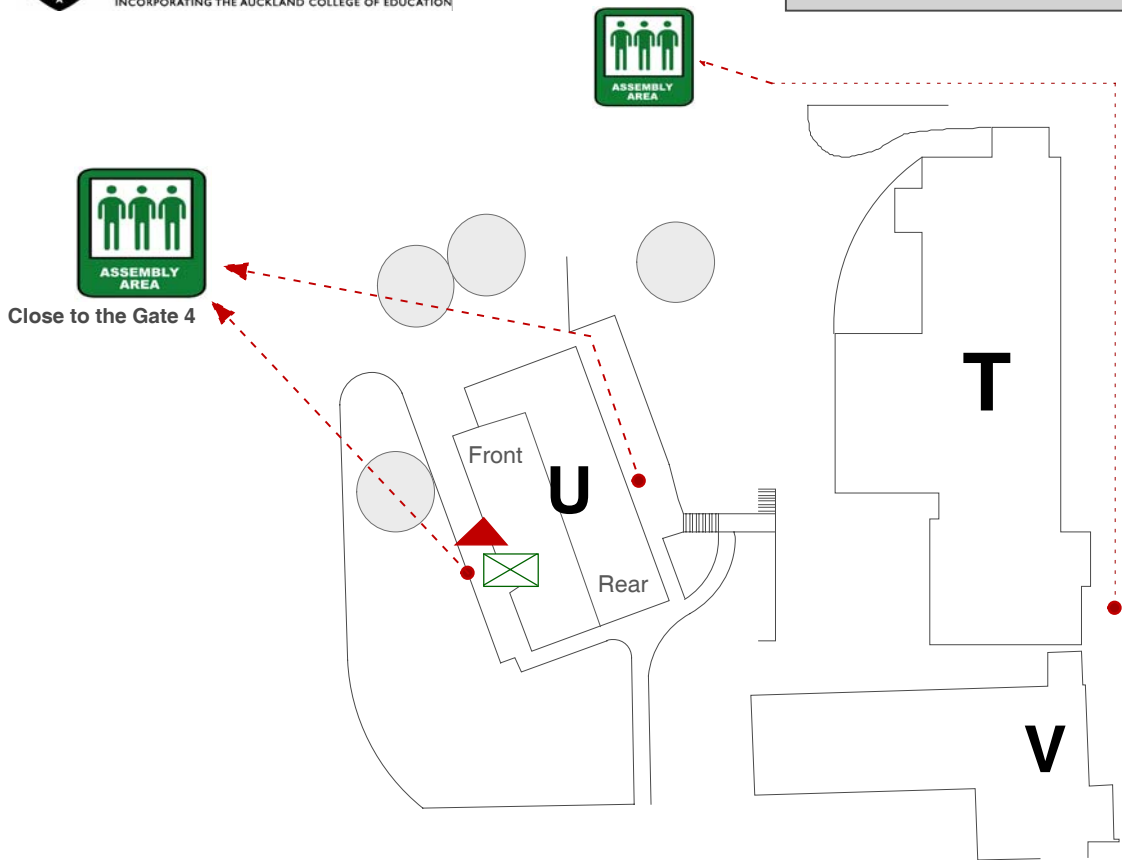 INCORPORATING THE AUCKLAND COLLEGE OF EDUCATION
ASSEMBLY
AREA
ASSEMBLY
AREA
Close to the Gate 4
T
Front
U
Rear
V